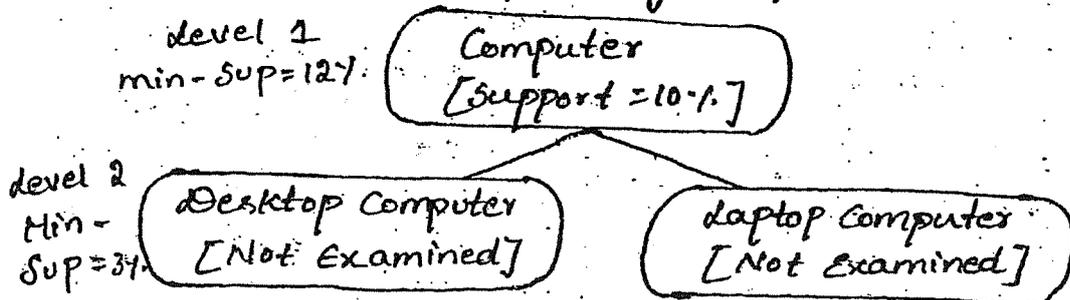 Level 1
min-Sup=12%.
Computer
[Support =10%]
Level 2
Min-
Sup=3%.
Desktop Computer
[Not Examined]
Laptop Computer
[Not Examined]